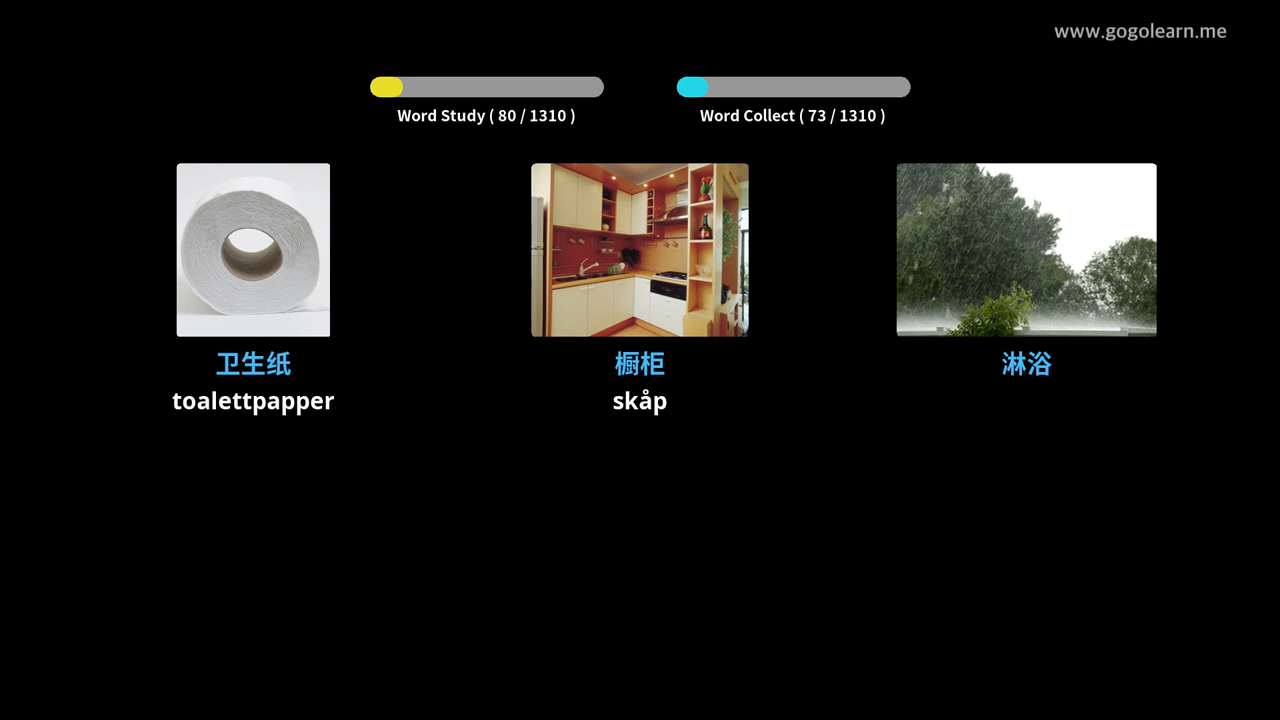 www.gogolearn.me
Word Study ( 80 / 1310 )
Word Collect ( 73 / 1310 )
卫生纸
toalettpapper
橱柜
skåp
淋浴